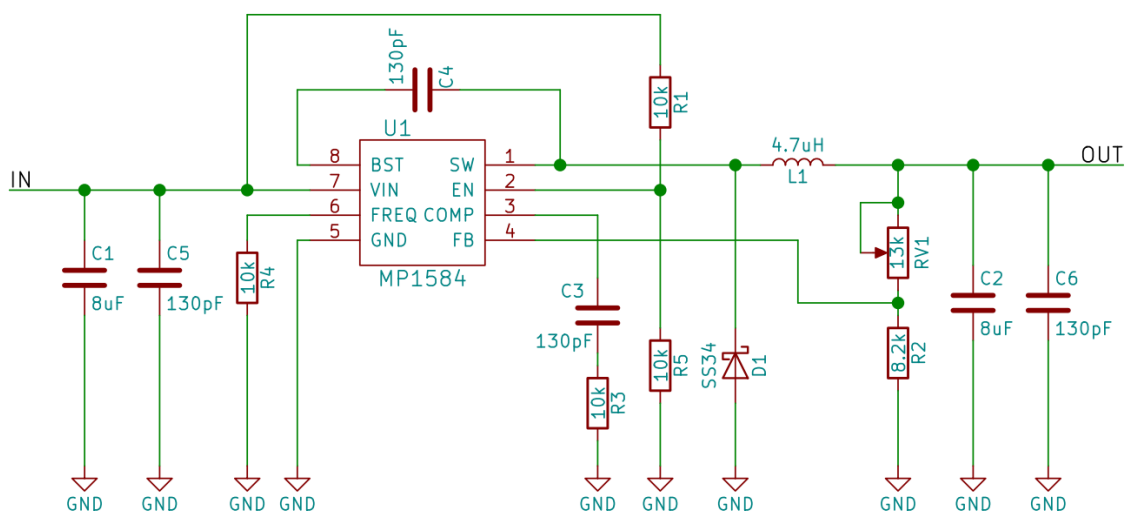 130pF
C4
10k
R1
U1
4.7uH
L1
IN
OUT
8 BST SW 1
7 VIN EN 2
6 FREQ COMP 3
5 GND FB 4
MP1584
C1
8uF
C5
130pF
10k
R4
C3
130pF
10k
R3
10k
R5
SS34
D1
13k
RV1
8.2k
R2
C2
8uF
C6
130pF
GND
GND
GND
GND
GND
GND
GND
GND
GND
GND